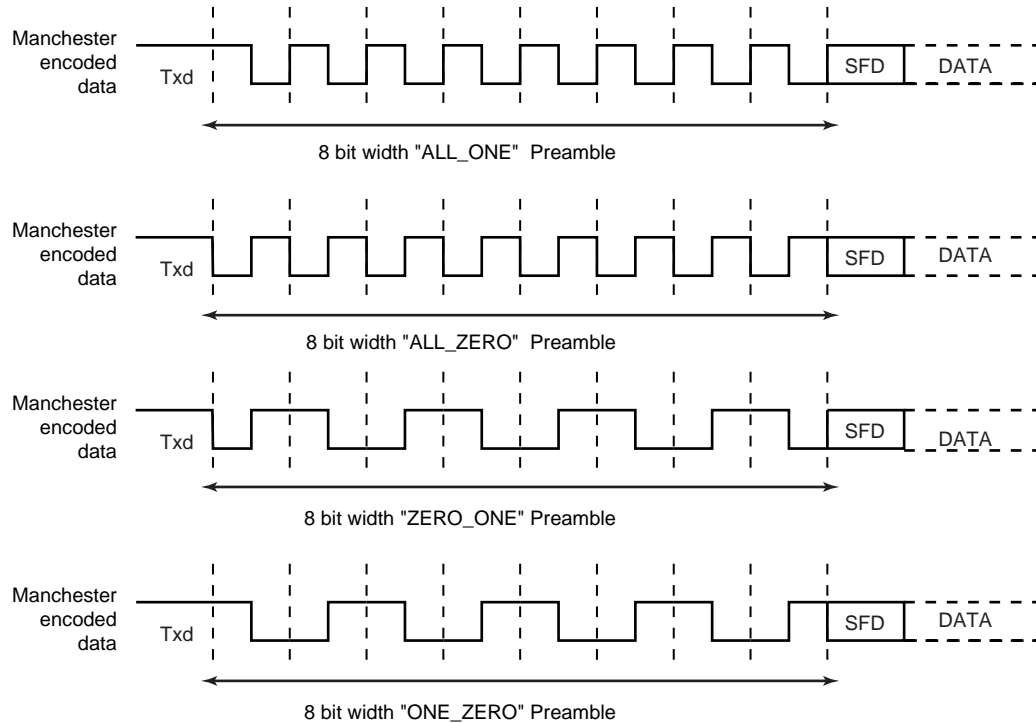 Manchester
encoded
data
Txd
SFD
DATA
8 bit width "ALL_ONE" Preamble
Manchester
encoded
data
Txd
SFD
DATA
8 bit width "ALL_ZERO" Preamble
Manchester
encoded
data
Txd
SFD
DATA
8 bit width "ZERO_ONE" Preamble
Manchester
encoded
data
Txd
SFD
DATA
8 bit width "ONE_ZERO" Preamble